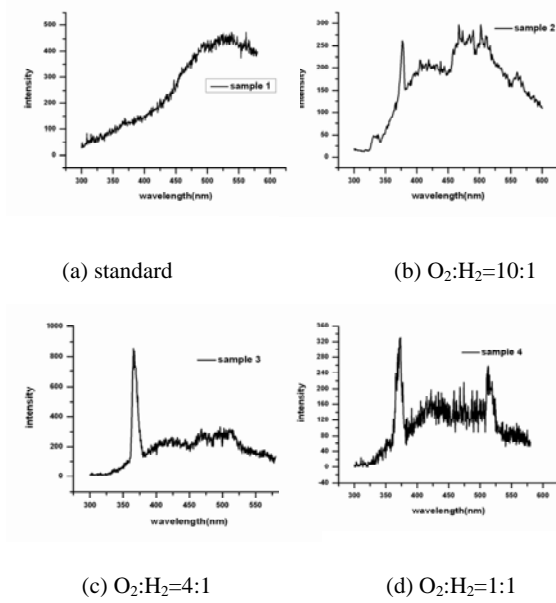 500
400
300
200
100
0
intensity
sample 1
300 350 400 450 500 550 600
wavelength(nm)
(a) standard
300
250
200
150
100
50
0
intensity
sample 2
300 350 400 450 500 550 600
wavelength(nm)
(b) O₂:H₂=10:1
1000
800
600
400
200
0
intensity
sample 3
300 350 400 450 500 550
wavelength(nm)
(c) O₂:H₂=4:1
360
320
280
240
200
160
120
80
40
0
-40
intensity
sample 4
300 350 400 450 500 550 600
wavelength(nm)
(d) O₂:H₂=1:1